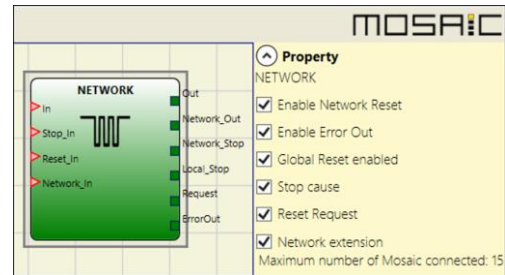 MOSAIC
NETWORK
In
Stop_In
Reset_In
Network_In
Out
Network_Out
Network_Stop
Local_Stop
Request
ErrorOut
Property
NETWORK
Enable Network Reset
Enable Error Out
Global Reset enabled
Stop cause
Reset Request
Network extension
Maximum number of Mosaic connected: 15